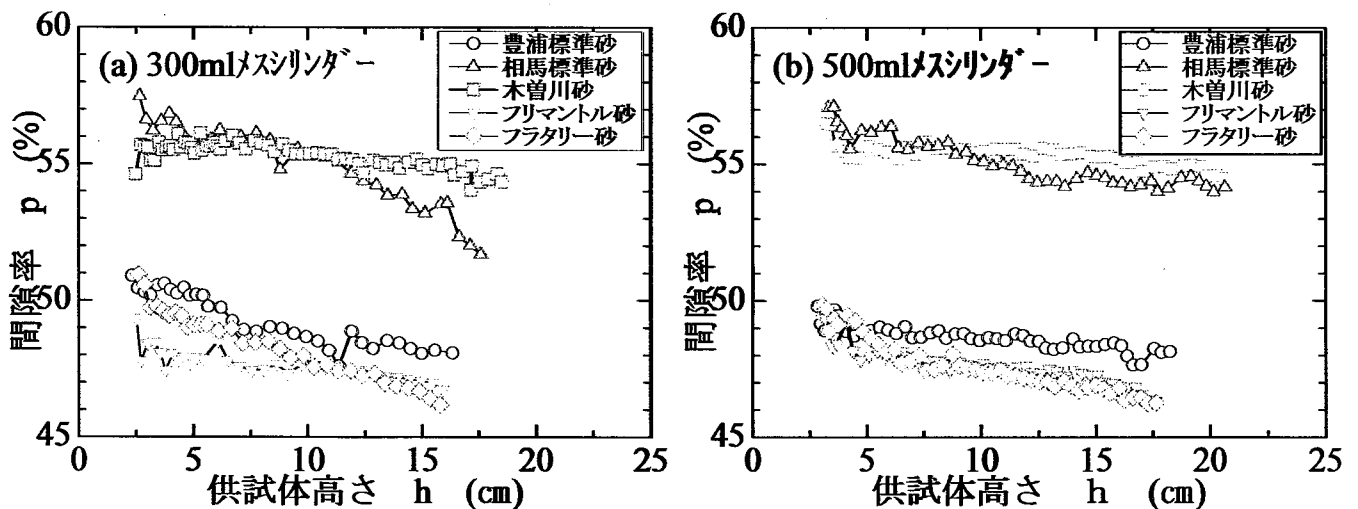 60
55
50
45
間隙率 p (%)
(a) 300mlﾒｽｼﾘﾝﾀﾞｰ
豊浦標準砂
相馬標準砂
木曽川砂
フリマントル砂
フラタリー砂
0 5 10 15 20 25
供試体高さ h (cm)
60
55
50
45
間隙率 p (%)
(b) 500mlﾒｽｼﾘﾝﾀﾞｰ
豊浦標準砂
相馬標準砂
木曽川砂
フリマントル砂
フラタリー砂
0 5 10 15 20 25
供試体高さ h (cm)